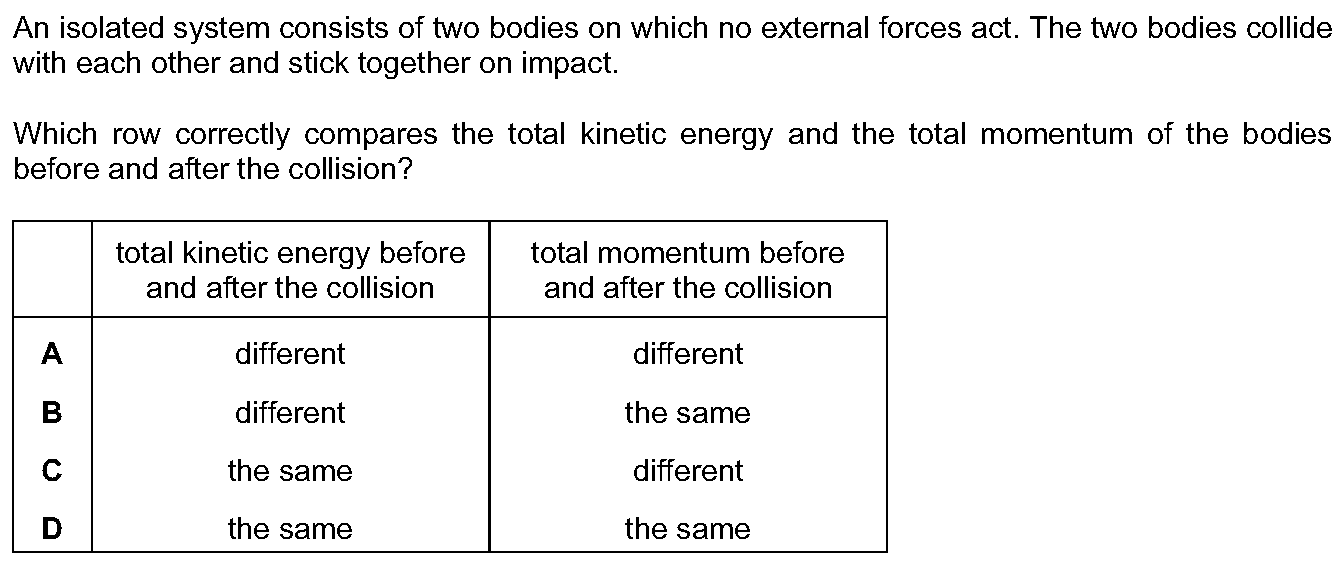 An isolated system consists of two bodies on which no external forces act. The two bodies collide
with each other and stick together on impact.
Which row correctly compares the total kinetic energy and the total momentum of the bodies
before and after the collision?
total kinetic energy before total momentum before
and after the collision and after the collision
A different different
B different the same
C the same different
D the same the same